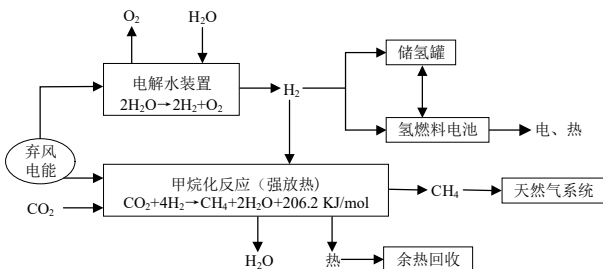 O₂
H₂O
电解水装置
2H₂O→2H₂+O₂
H₂
储氢罐
氢燃料电池
电、热
弃风
电能
甲烷化反应（强放热）
CO₂+4H₂→CH₄+2H₂O+206.2 KJ/mol
CH₄
天然气系统
CO₂
H₂O
热
余热回收